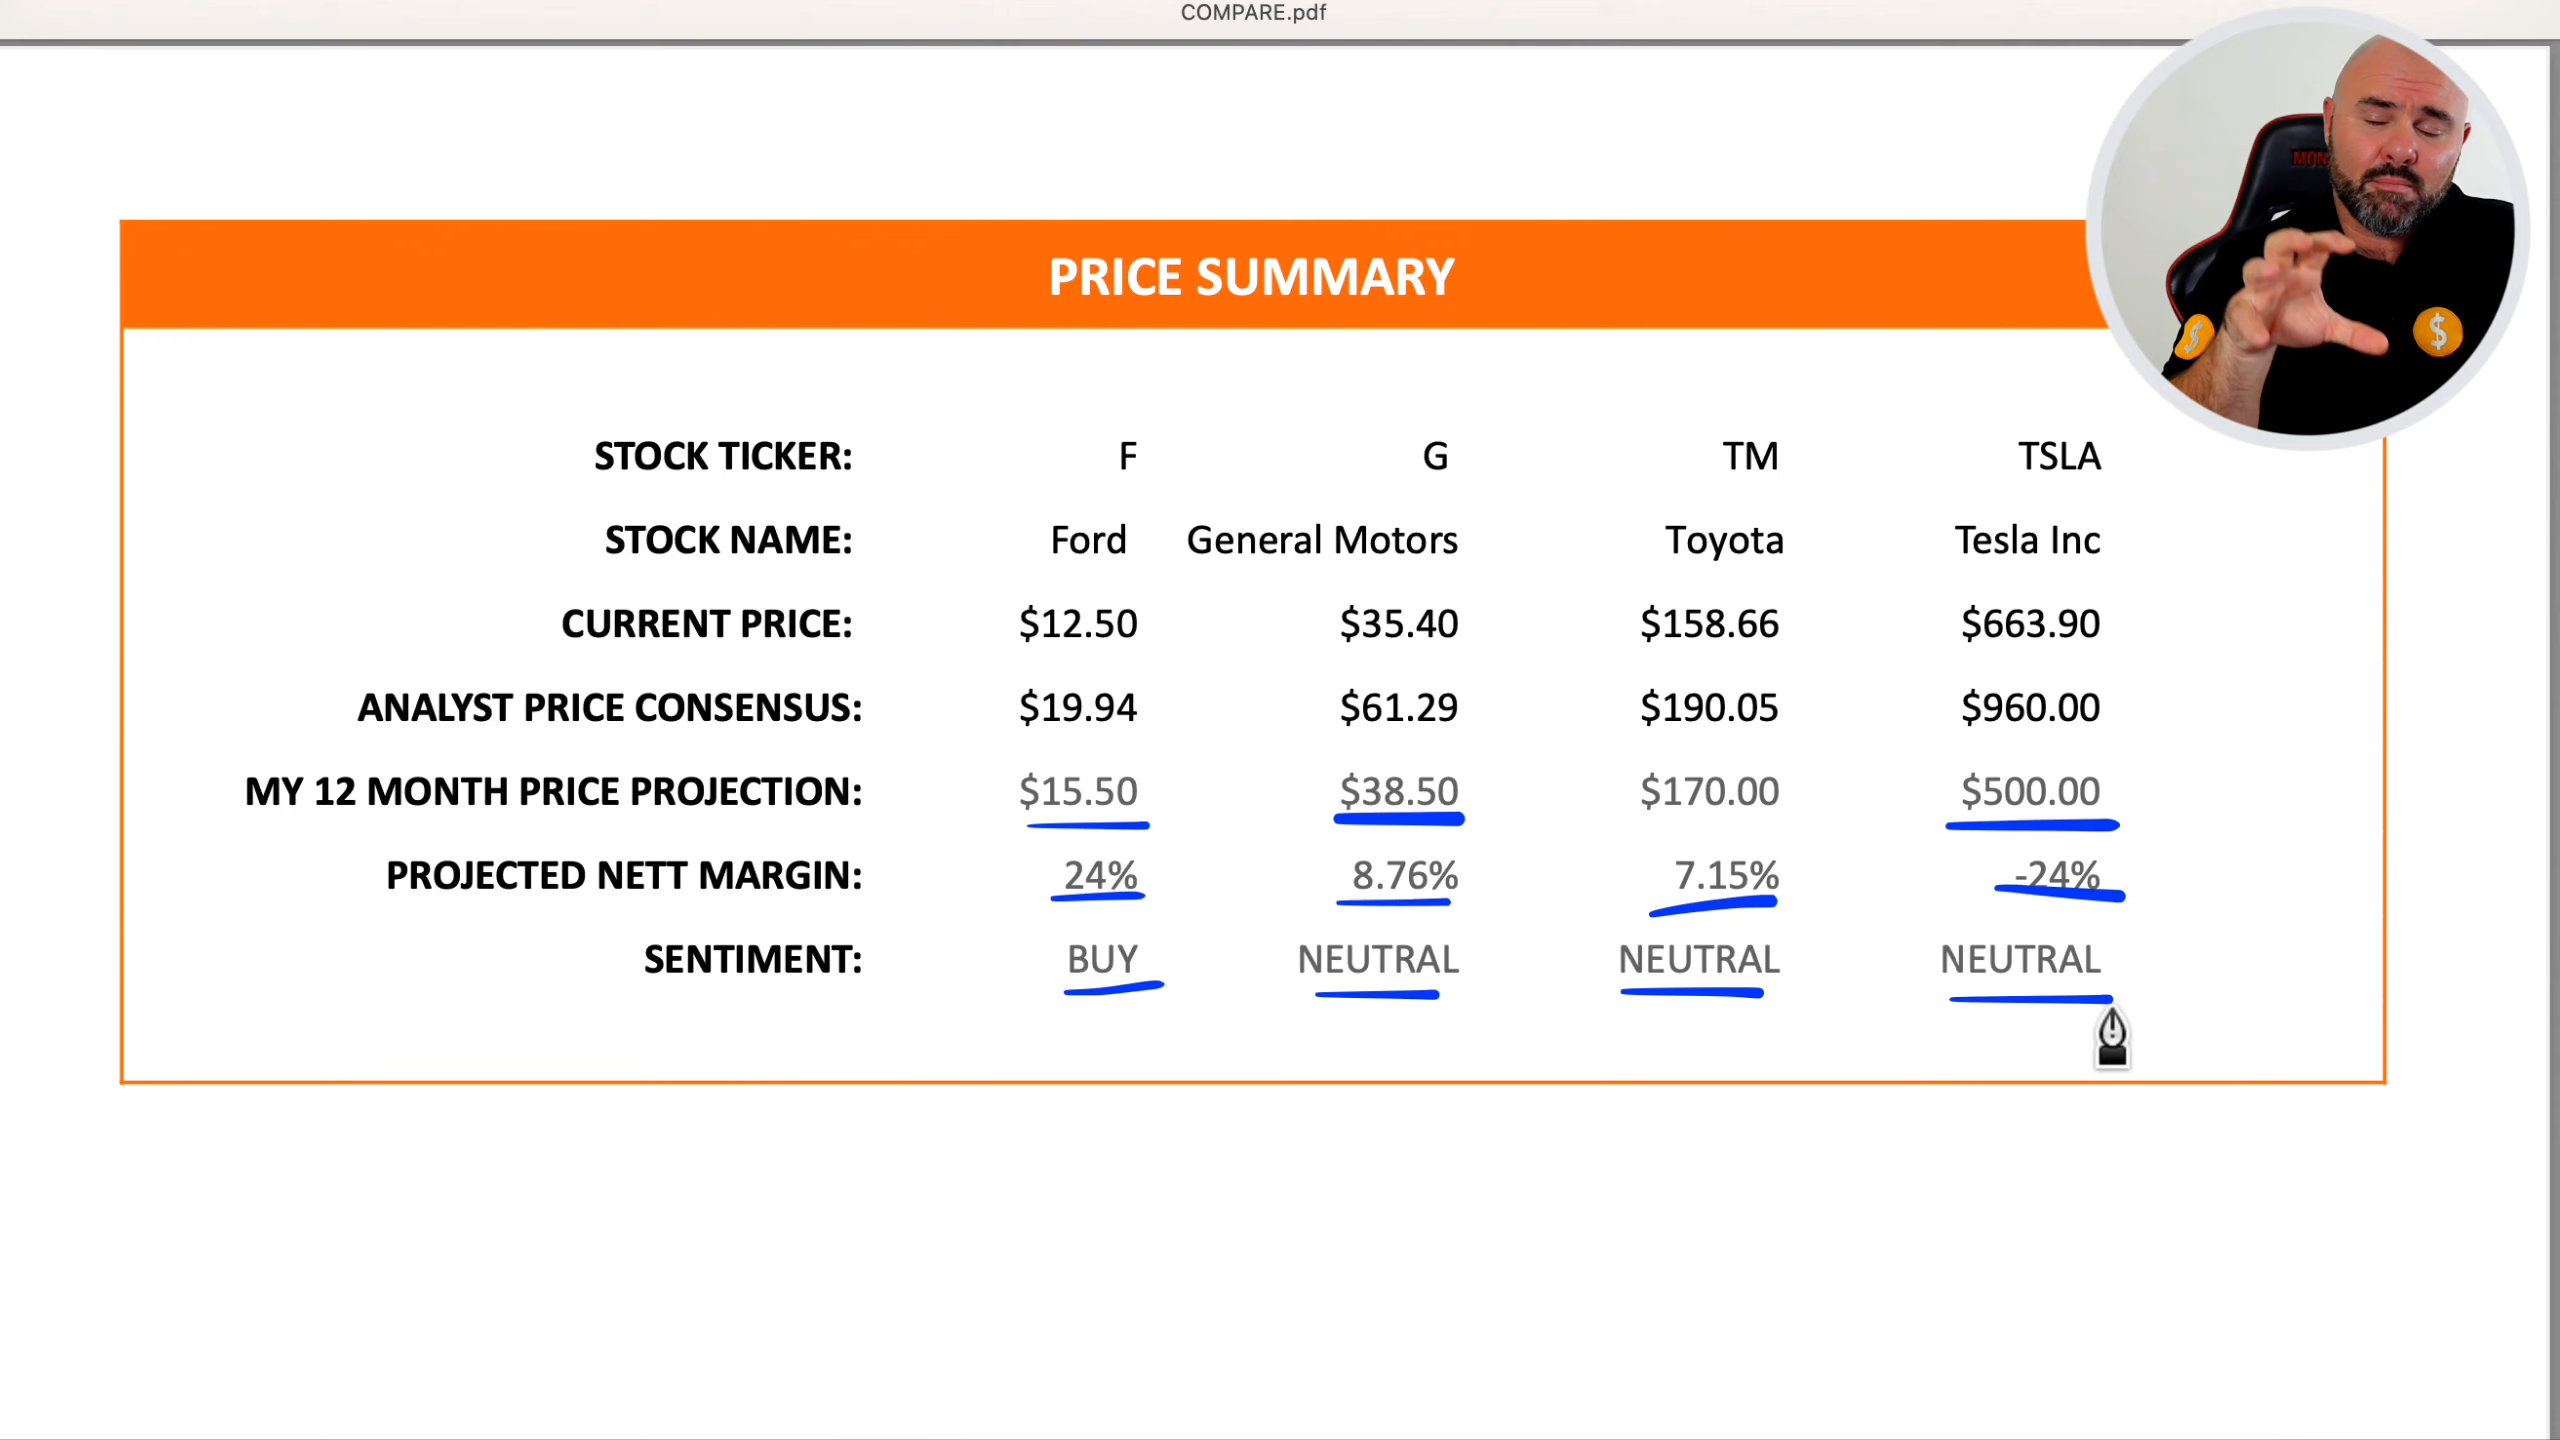 COMPARE.pdf
PRICE SUMMARY
STOCK TICKER: F G TM TSLA
STOCK NAME: Ford General Motors Toyota Tesla Inc
CURRENT PRICE: $12.50 $35.40 $158.66 $663.90
ANALYST PRICE CONSENSUS: $19.94 $61.29 $190.05 $960.00
MY 12 MONTH PRICE PROJECTION: $15.50 $38.50 $170.00 $500.00
PROJECTED NETT MARGIN: 24% 8.76% 7.15% -24%
SENTIMENT: BUY NEUTRAL NEUTRAL NEUTRAL
$ $